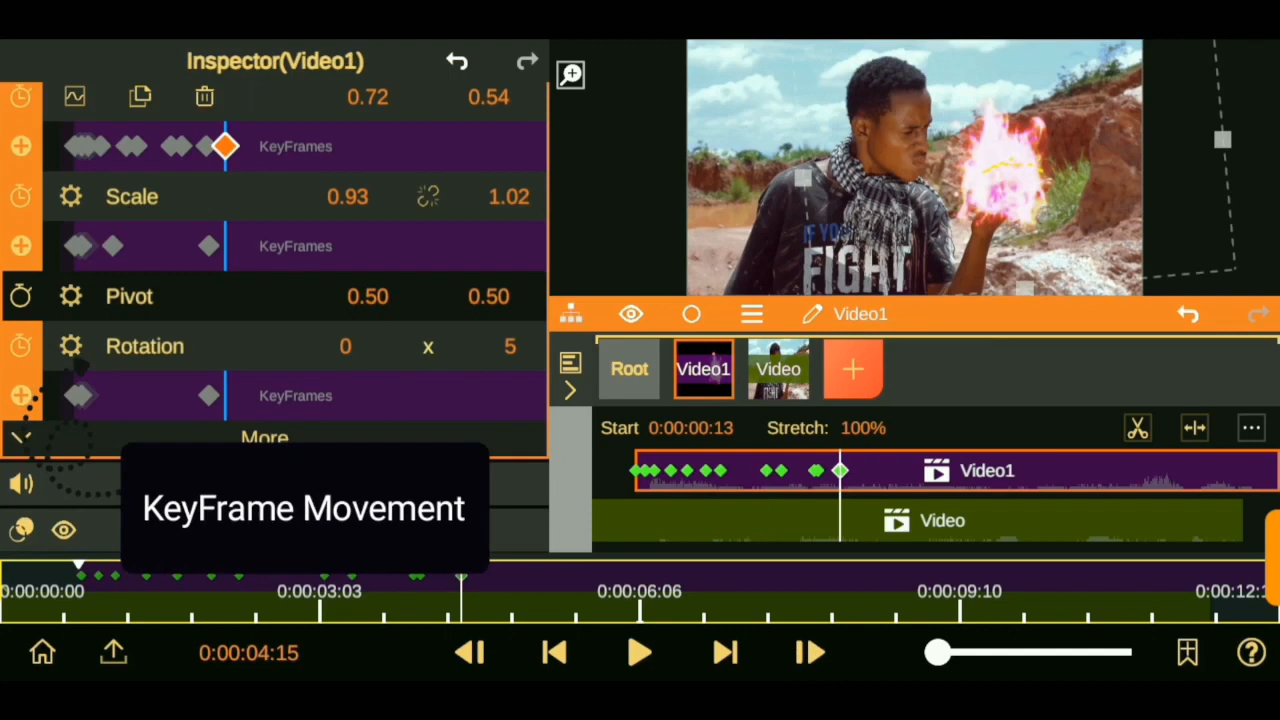 Inspector(Video1)
0.72 0.54
KeyFrames
Scale 0.93 1.02
KeyFrames
Pivot 0.50 0.50
Rotation 0 x 5
KeyFrames
More
KeyFrame Movement
IF YOU
FIGHT
Video1
Root Video1 Video
Start 0:00:00:13 Stretch: 100%
Video1
Video
0:00:00:00 0:00:03:03 0:00:06:06 0:00:09:10
0:00:04:15